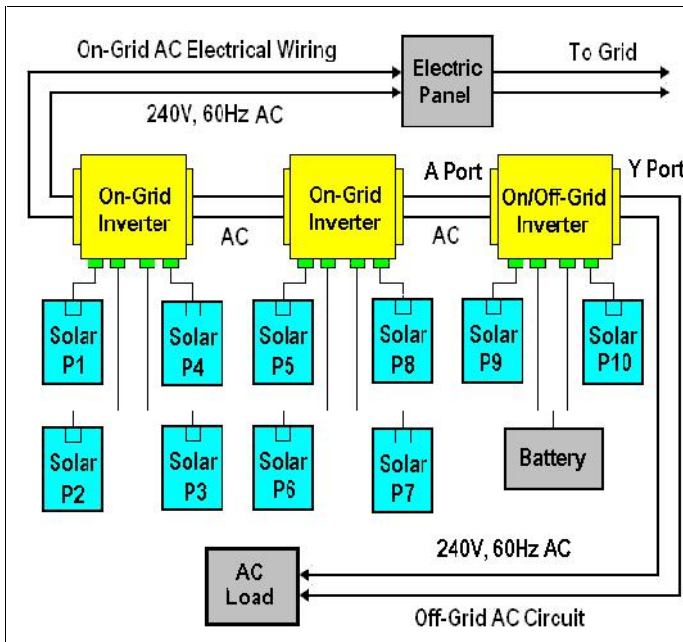 On-Grid AC Electrical Wiring
Electric
Panel
To Grid
240V, 60Hz AC
On-Grid
Inverter
AC
On-Grid
Inverter
A Port
AC
On/Off-Grid
Inverter
Y Port
Solar
P1
Solar
P4
Solar
P5
Solar
P8
Solar
P9
Solar
P10
Solar
P2
Solar
P3
Solar
P6
Solar
P7
Battery
240V, 60Hz AC
AC
Load
Off-Grid AC Circuit